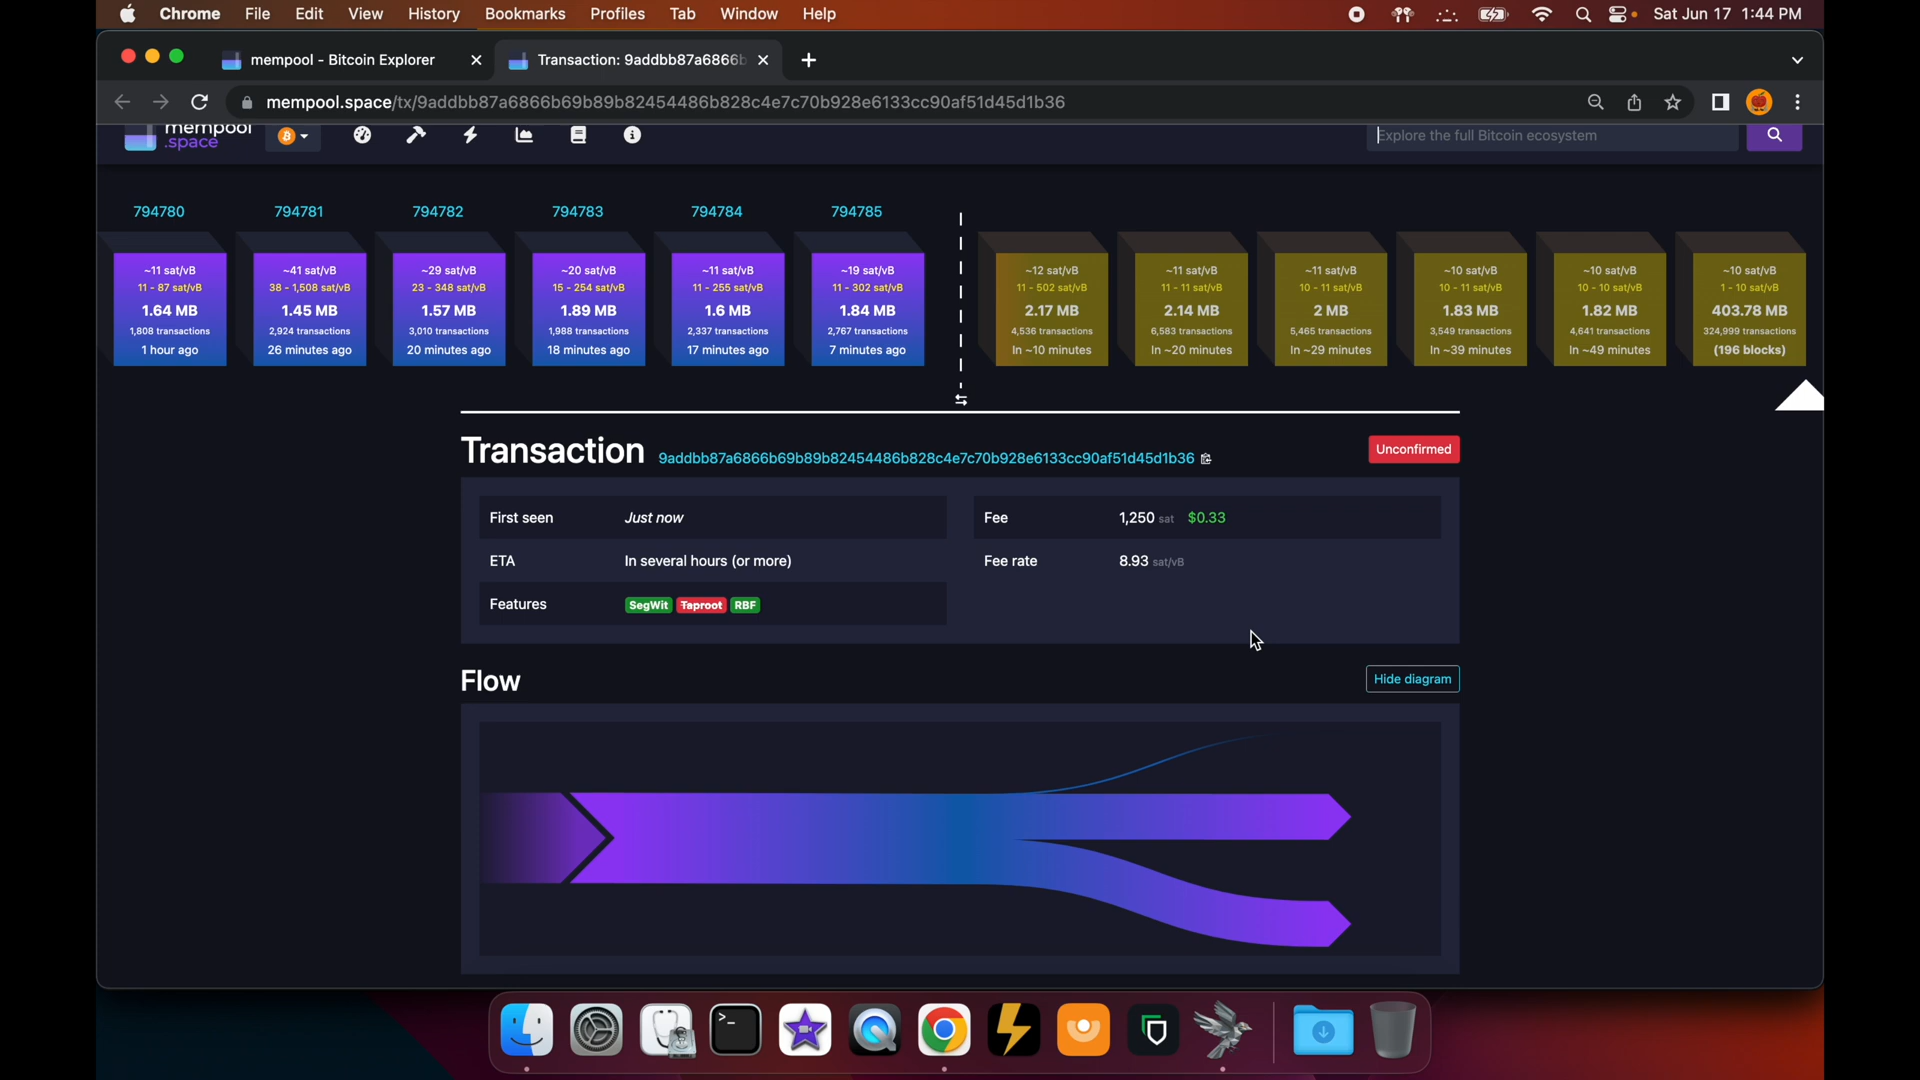 Chrome File Edit View History Bookmarks Profiles Tab Window Help Sat Jun 17 1:44 PM
mempool - Bitcoin Explorer Transaction: 9addbb87a6866b
mempool.space/tx/9addbb87a6866b69b89b82454486b828c4e7c70b928e6133cc90af51d45d1b36
mempool
.space
Explore the full Bitcoin ecosystem
794780 794781 794782 794783 794784 794785
~11 sat/vB ~41 sat/vB ~29 sat/vB ~20 sat/vB ~11 sat/vB ~19 sat/vB ~12 sat/vB ~11 sat/vB ~11 sat/vB ~10 sat/vB ~10 sat/vB ~10 sat/vB
11 - 87 sat/vB 38 - 1,508 sat/vB 23 - 348 sat/vB 15 - 254 sat/vB 11 - 255 sat/vB 11 - 302 sat/vB 11 - 502 sat/vB 11 - 11 sat/vB 10 - 11 sat/vB 10 - 11 sat/vB 10 - 10 sat/vB 1 - 10 sat/vB
1.64 MB 1.45 MB 1.57 MB 1.89 MB 1.6 MB 1.84 MB 2.17 MB 2.14 MB 2 MB 1.83 MB 1.82 MB 403.78 MB
1,808 transactions 2,924 transactions 3,010 transactions 1,988 transactions 2,337 transactions 2,767 transactions 4,536 transactions 6,583 transactions 5,465 transactions 3,549 transactions 4,641 transactions 324,999 transactions
1 hour ago 26 minutes ago 20 minutes ago 18 minutes ago 17 minutes ago 7 minutes ago In ~10 minutes In ~20 minutes In ~29 minutes In ~39 minutes In ~49 minutes (196 blocks)
Transaction 9addbb87a6866b69b89b82454486b828c4e7c70b928e6133cc90af51d45d1b36 Unconfirmed
First seen Just now Fee 1,250 sat $0.33
ETA In several hours (or more) Fee rate 8.93 sat/vB
Features SegWit Taproot RBF
Flow Hide diagram